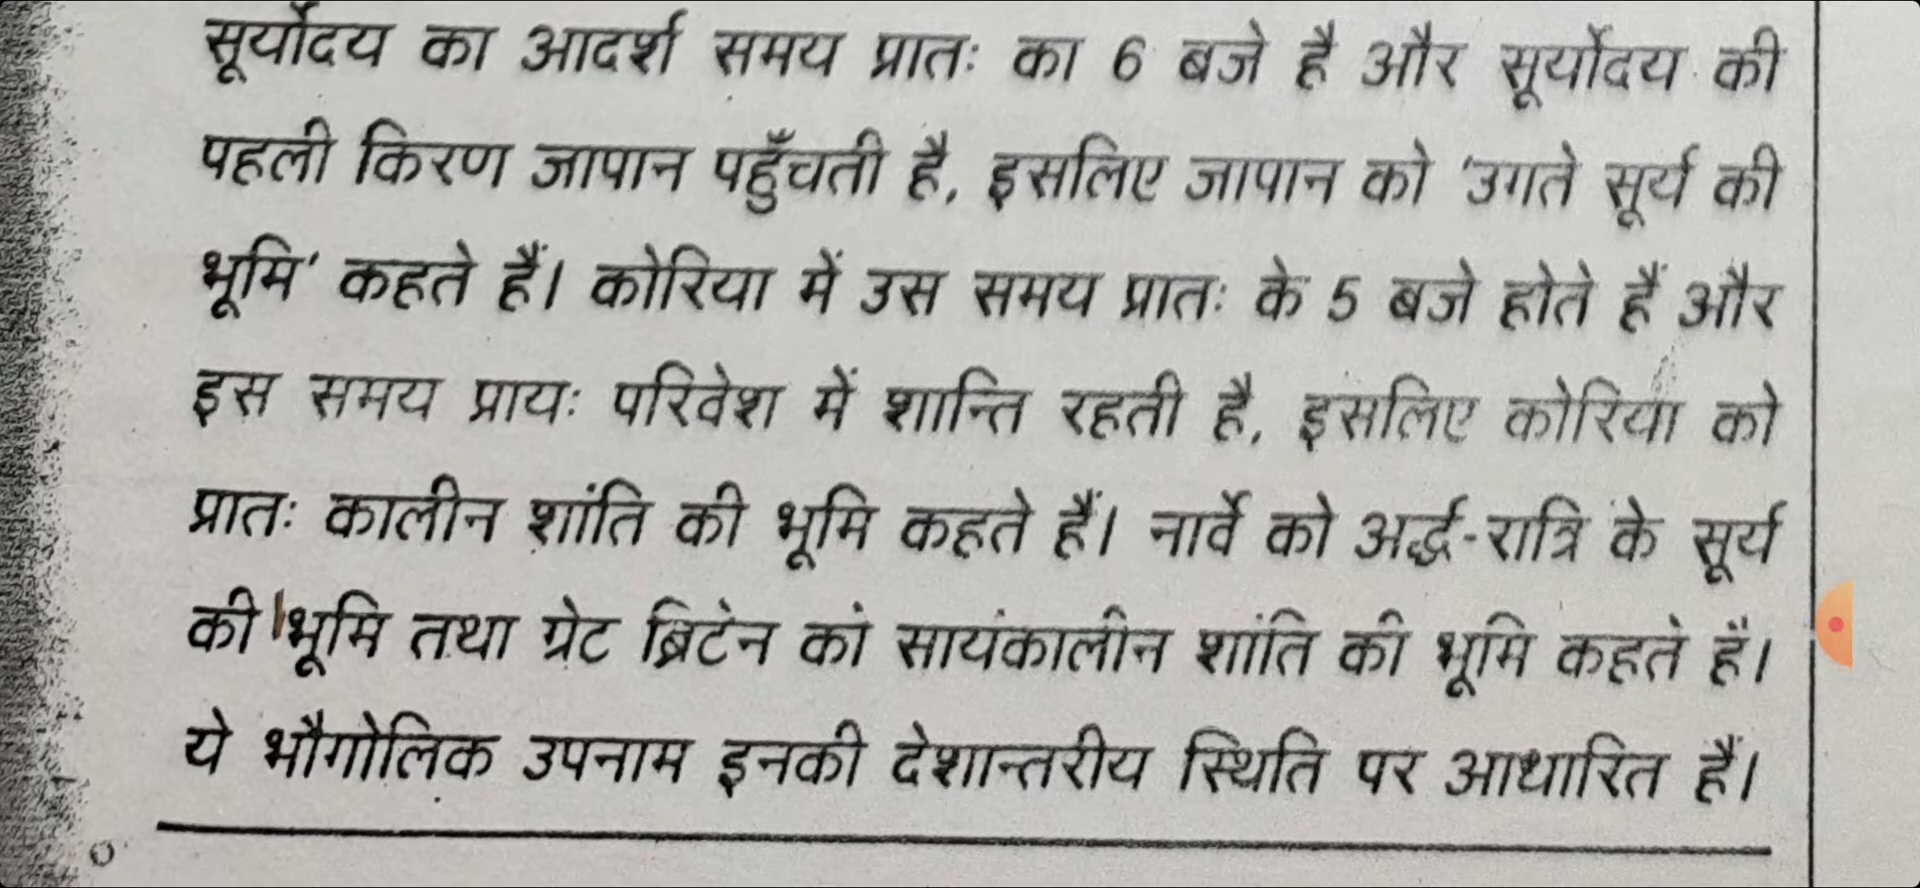 सूर्योदय का आदर्श समय प्रातः का 6 बजे है और सूर्योदय की
पहली किरण जापान पहुँचती है, इसलिए जापान को 'उगते सूर्य की
भूमि' कहते हैं। कोरिया में उस समय प्रातः के 5 बजे होते हैं और
इस समय प्रायः परिवेश में शान्ति रहती है, इसलिए कोरिया को
प्रातः कालीन शांति की भूमि कहते हैं। नार्वे को अर्द्ध-रात्रि के सूर्य
की भूमि तथा ग्रेट ब्रिटेन को सायंकालीन शांति की भूमि कहते हैं।
ये भौगोलिक उपनाम इनकी देशान्तरीय स्थिति पर आधारित हैं।